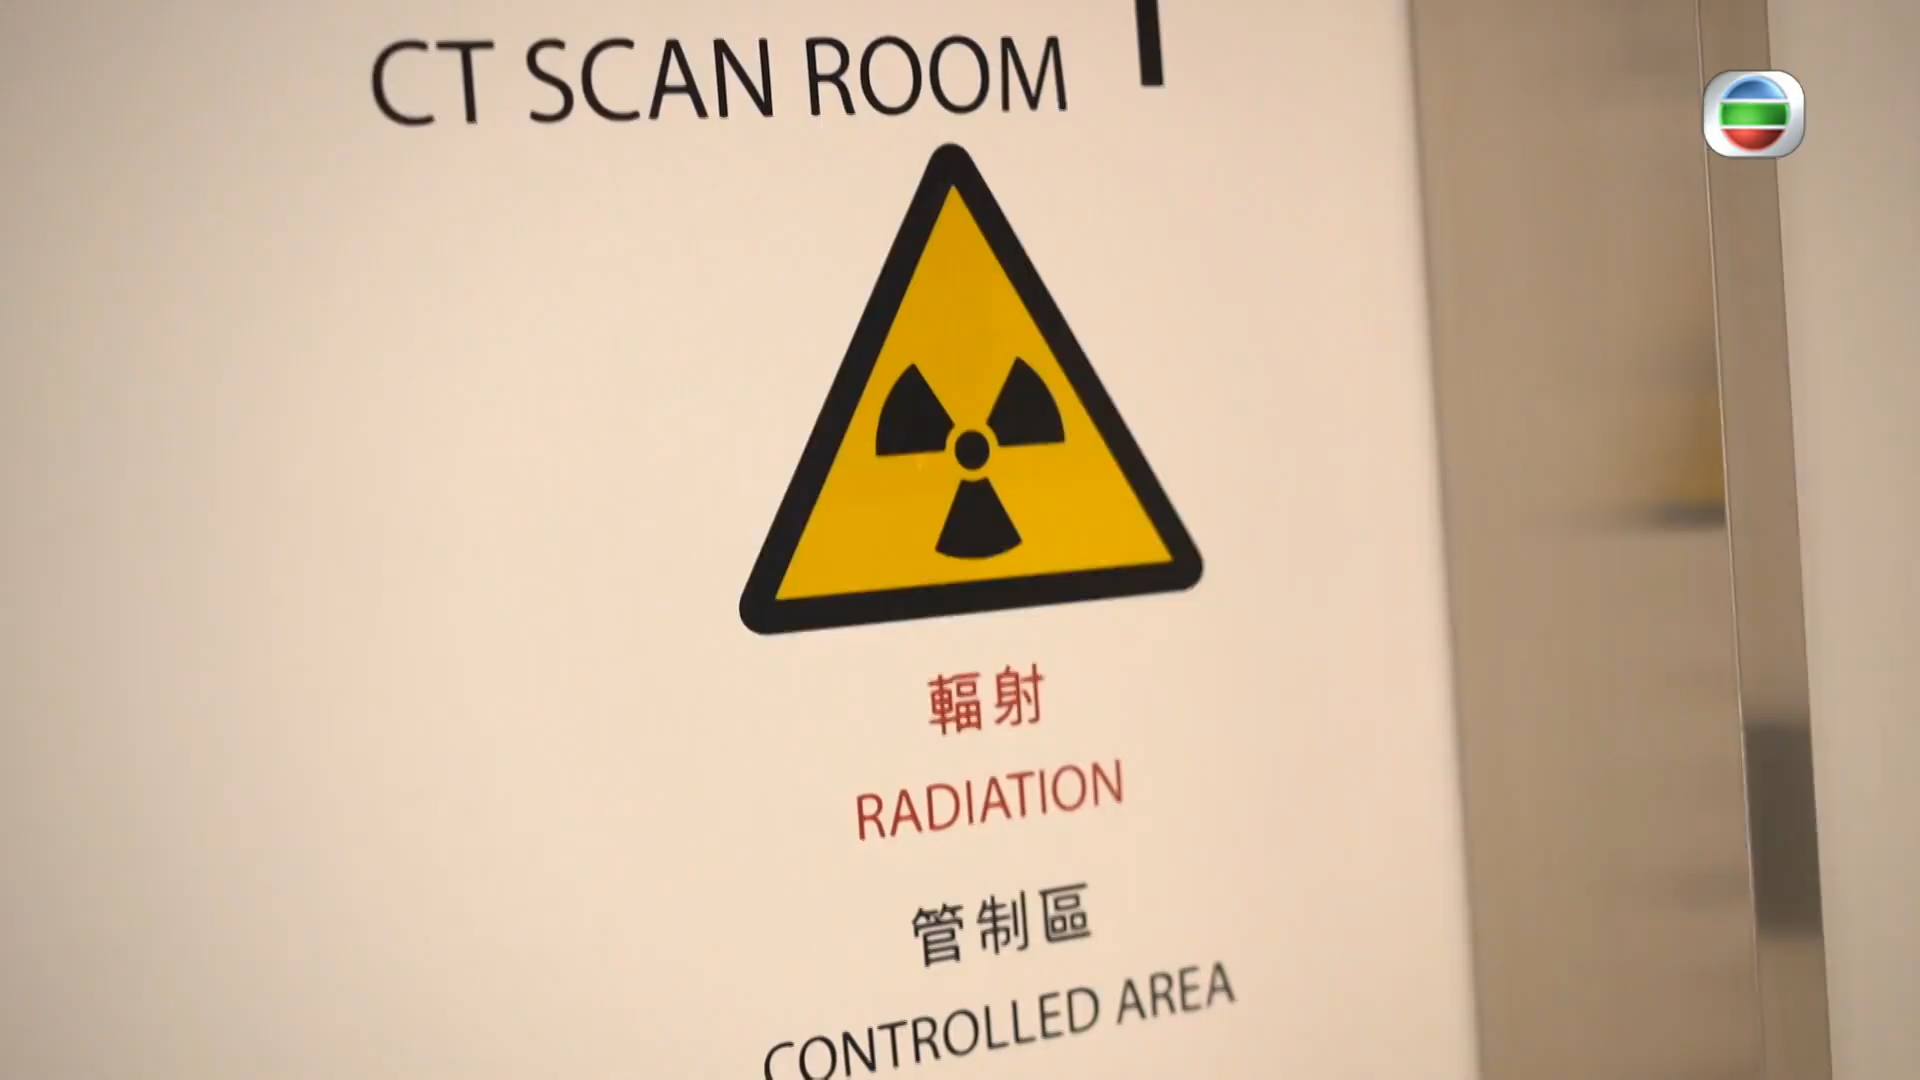 CT SCAN ROOM
輻射
RADIATION
管制區
CONTROLLED AREA